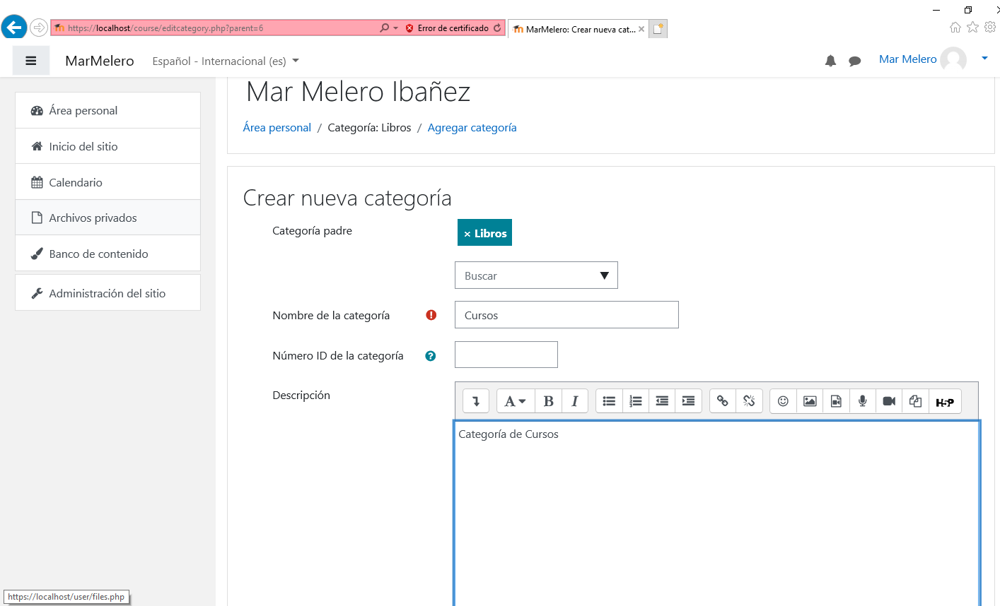 https://localhost/course/editcategory.php?parent=6
Error de certificado
MarMelero: Crear nueva cat...
MarMelero
Español - Internacional (es)
Mar Melero
Área personal
Inicio del sitio
Calendario
Archivos privados
Banco de contenido
Administración del sitio
Mar Melero Ibañez
Área personal / Categoría: Libros / Agregar categoría
Crear nueva categoría
Categoría padre
× Libros
Buscar
Nombre de la categoría
Cursos
Número ID de la categoría
Descripción
A B I
H5P
Categoría de Cursos
https://localhost/user/files.php